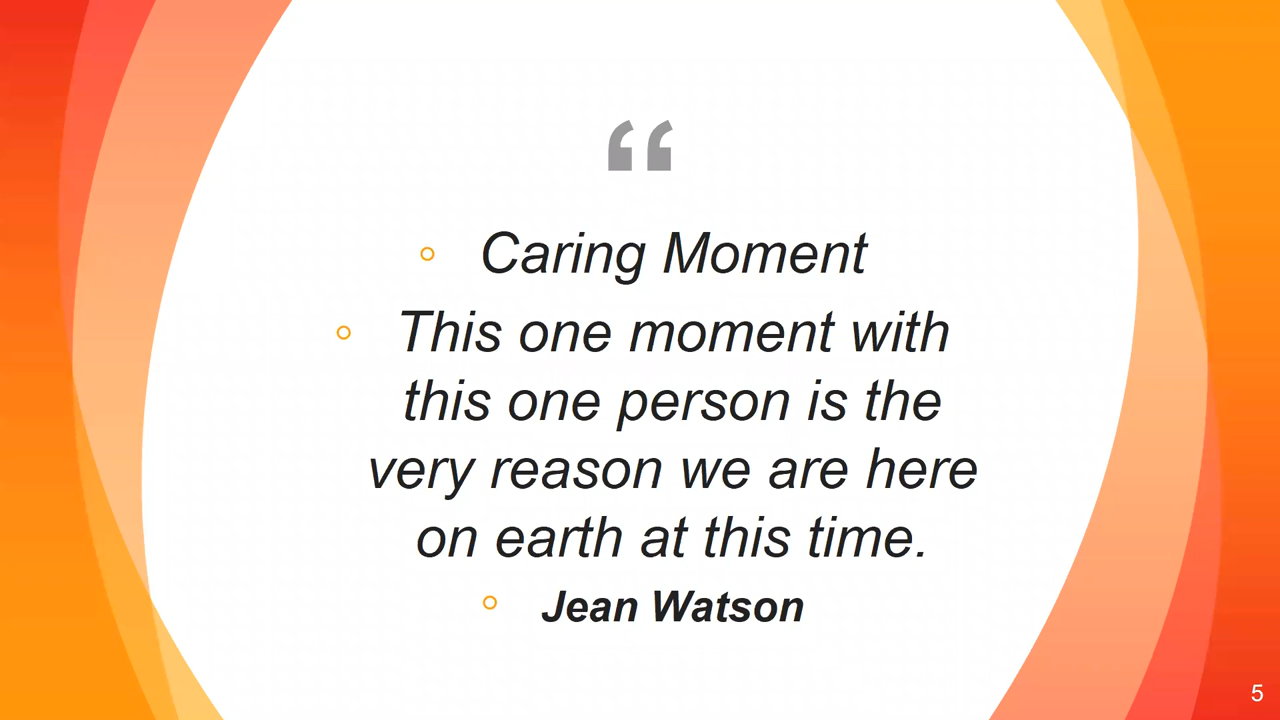 “
Caring Moment
This one moment with
this one person is the
very reason we are here
on earth at this time.
Jean Watson
5